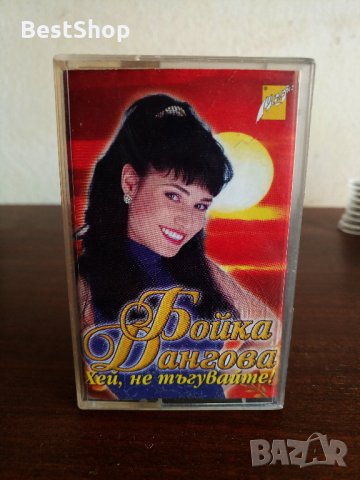 BestShop
Бойка
Дангова
Хей, не тъгувайте!
BAZAR